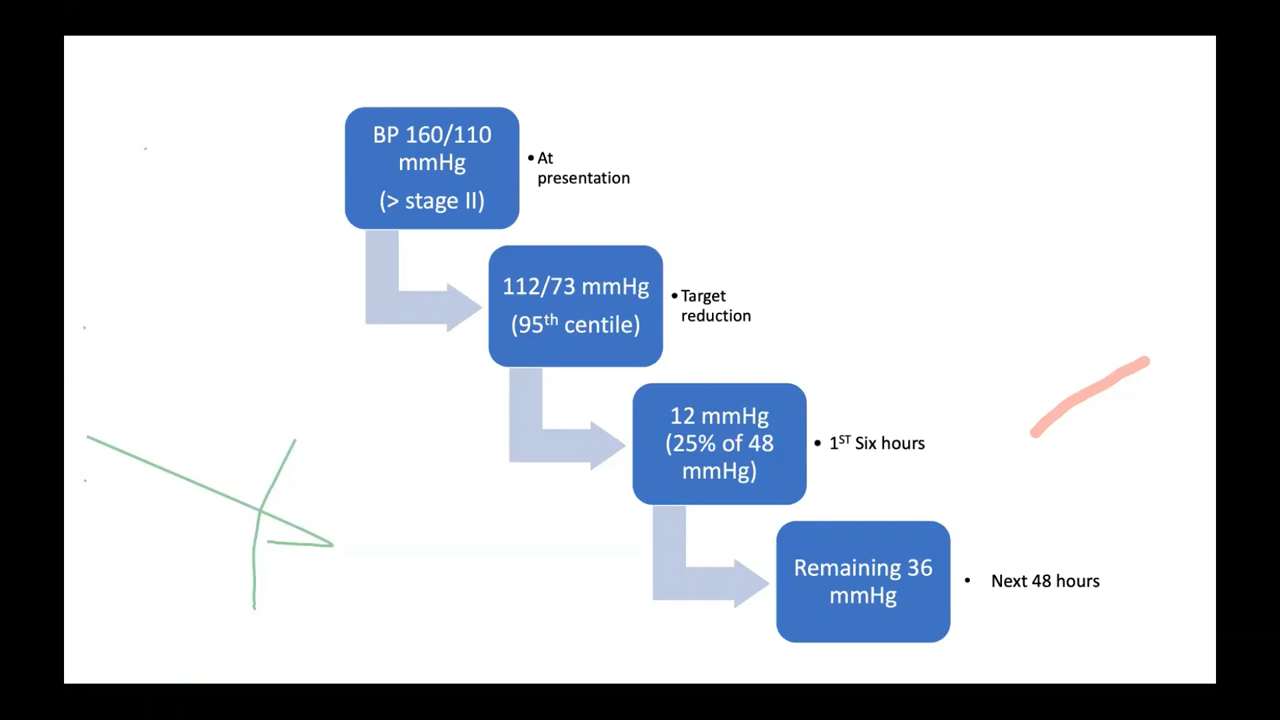 BP 160/110
mmHg
(> stage II)
• At
presentation
112/73 mmHg
(95th centile)
• Target
reduction
12 mmHg
(25% of 48
mmHg)
• 1ST Six hours
Remaining 36
mmHg
• Next 48 hours